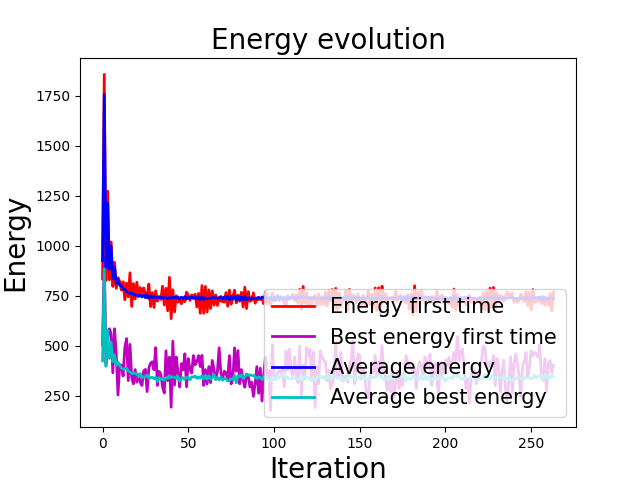 Energy evolution
Energy
1750
1500
1250
1000
750
500
250
Energy first time
Best energy first time
Average energy
Average best energy
0
50
100
150
200
250
Iteration